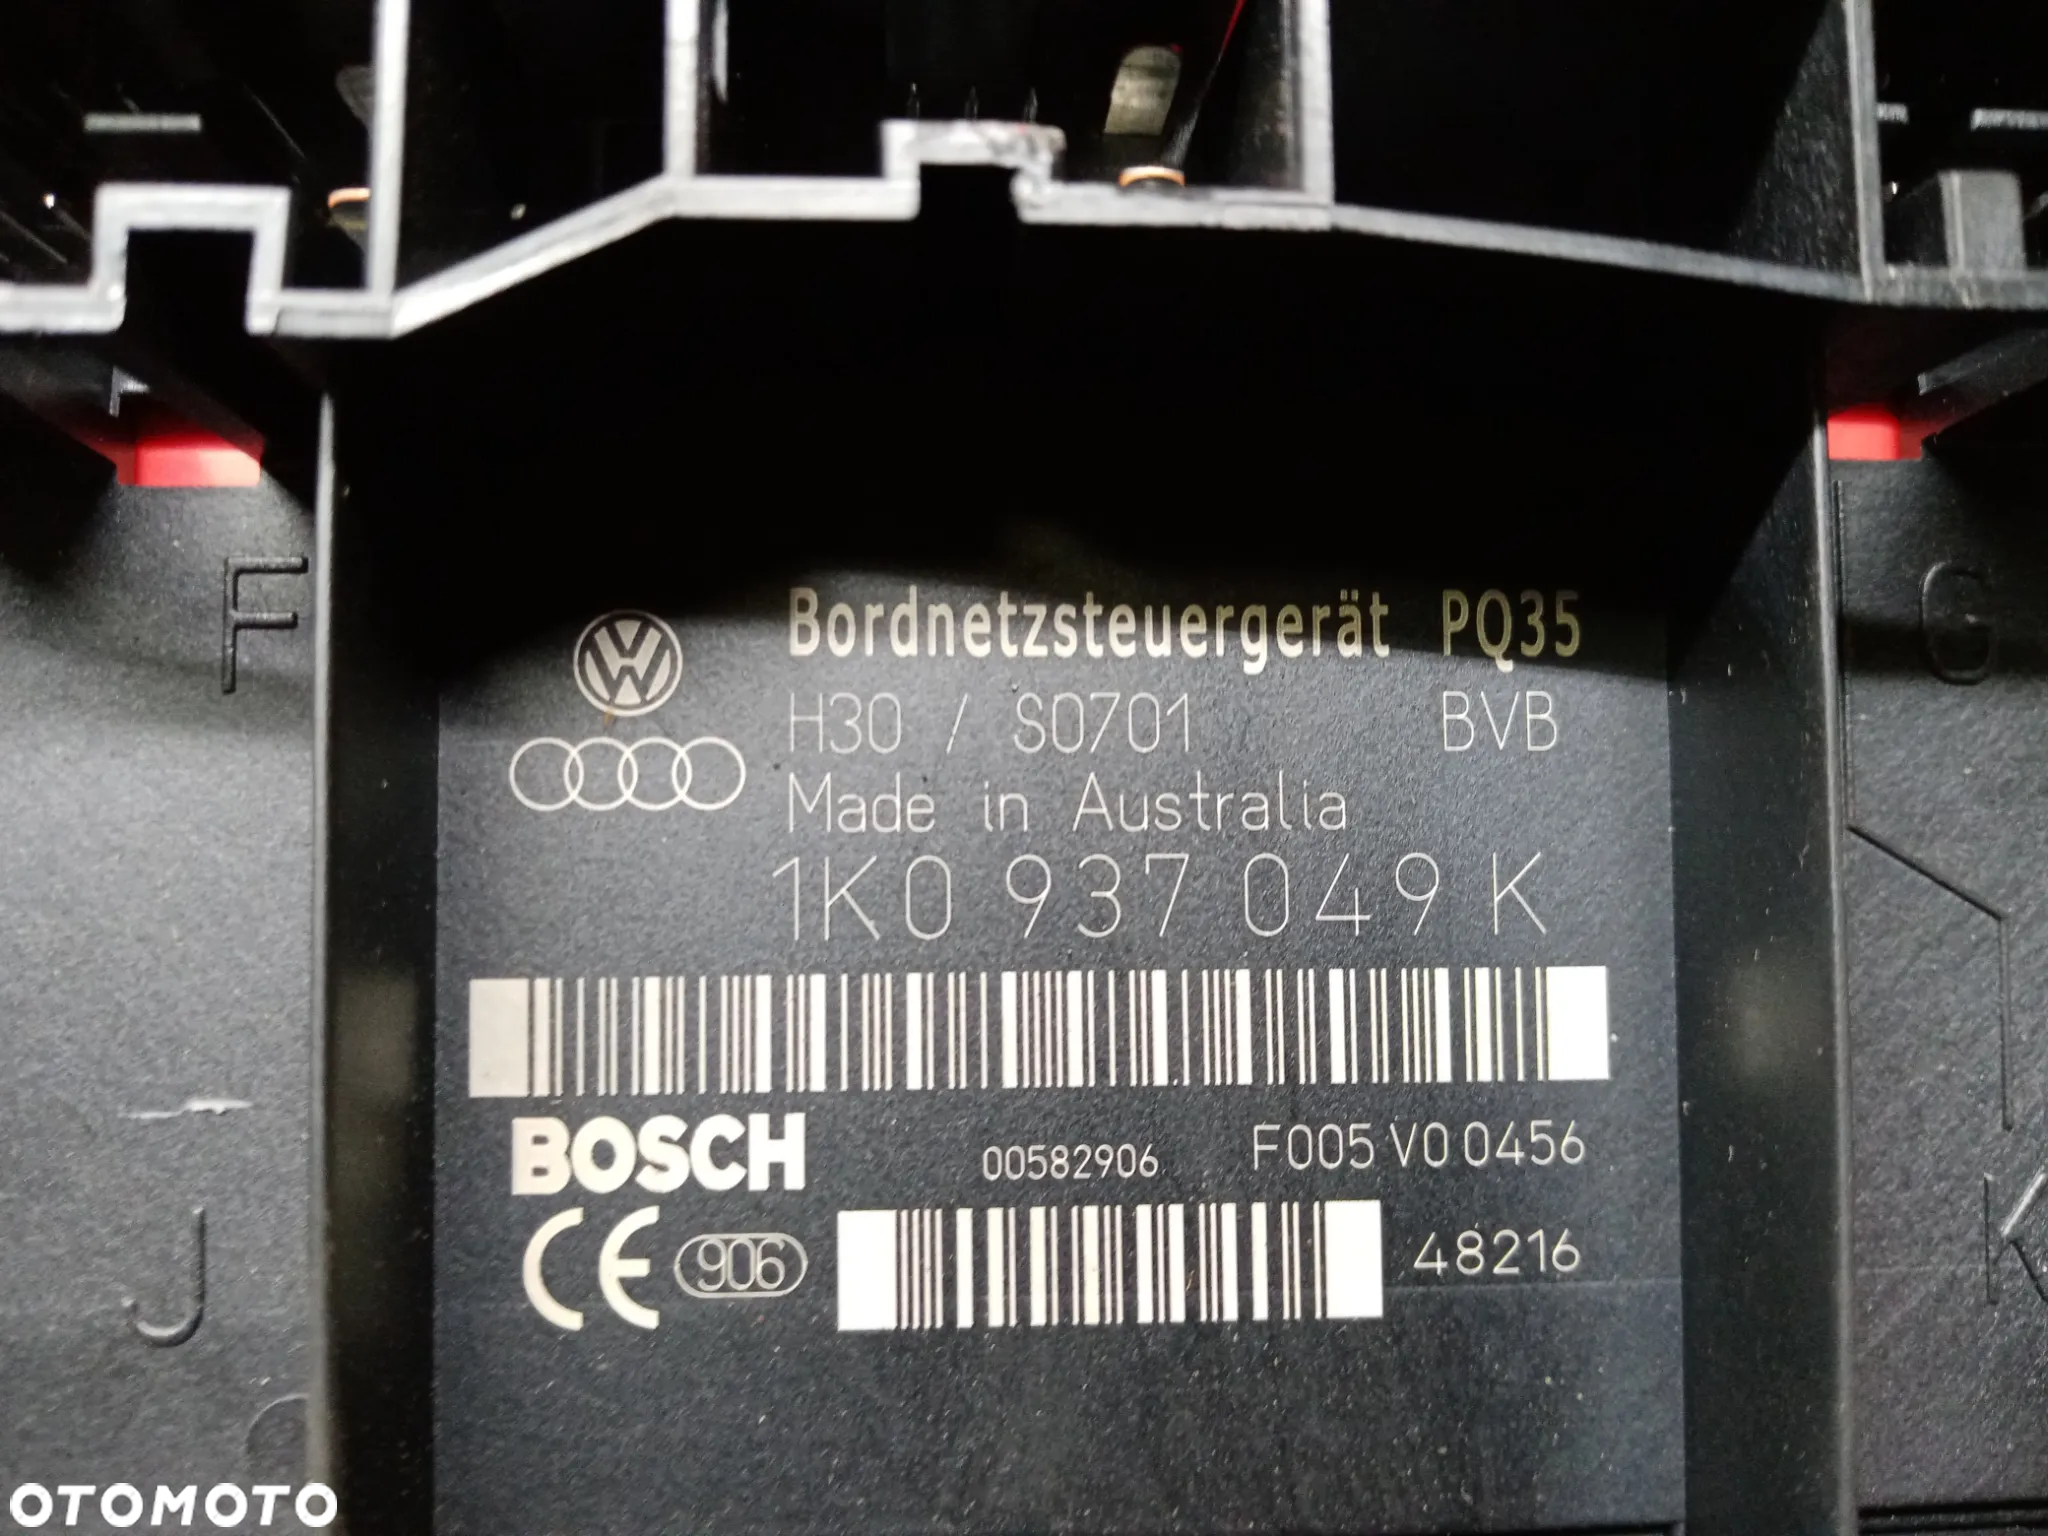 F
G
Bordnetzsteuergerät PQ35
H30 / S0701 BVB
Made in Australia
1K0 937 049 K
BOSCH 00582906 F005 V0 0456
CE 906 48216
J
K
OTOMOTO